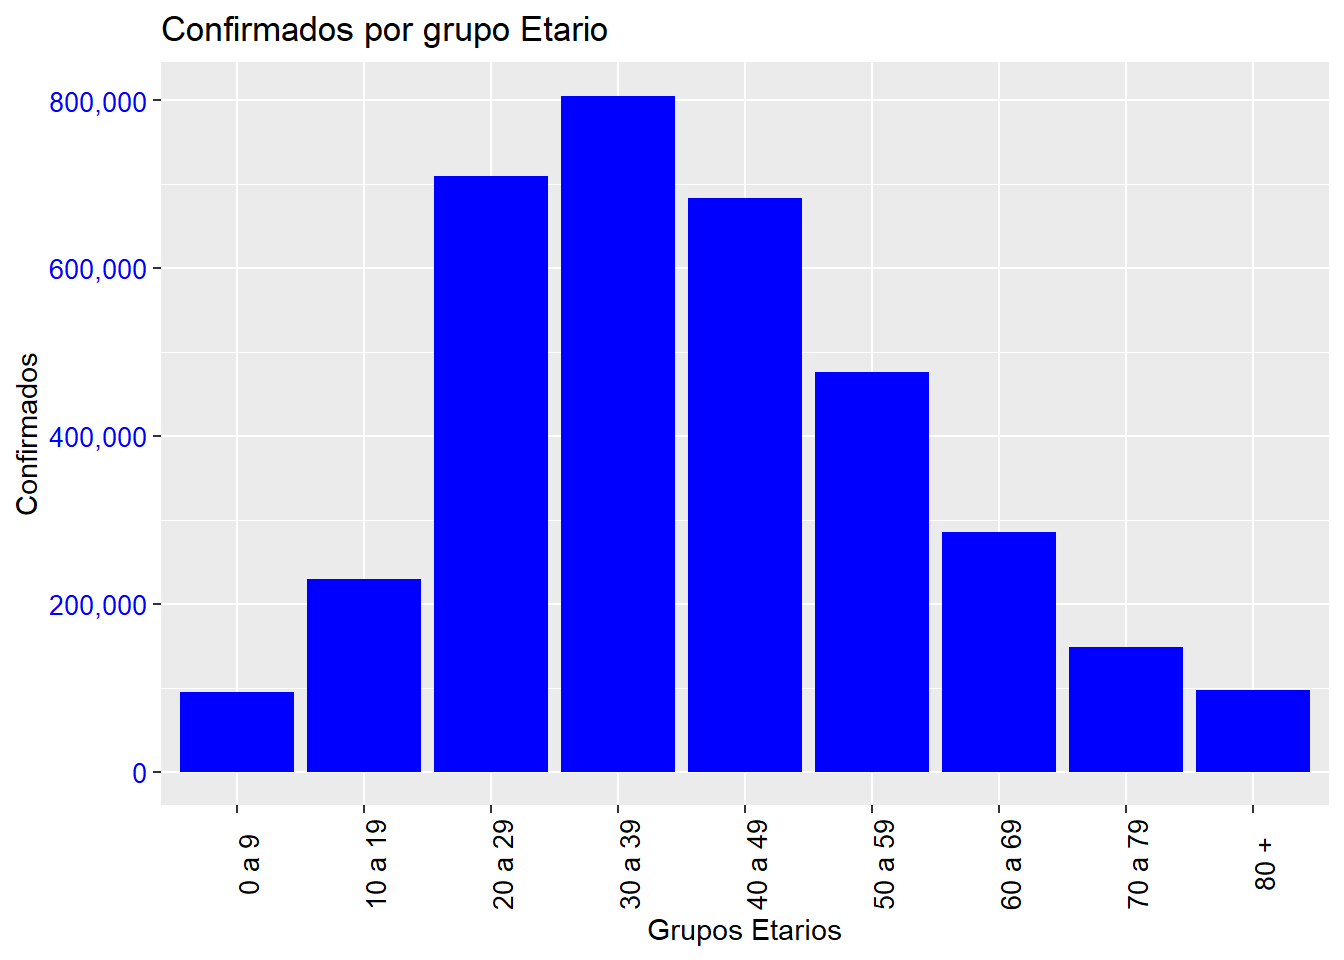 Confirmados por grupo Etario
800,000
600,000
400,000
200,000
0
Confirmados
0 a 9
10 a 19
20 a 29
30 a 39
40 a 49
50 a 59
60 a 69
70 a 79
80 +
Grupos Etarios